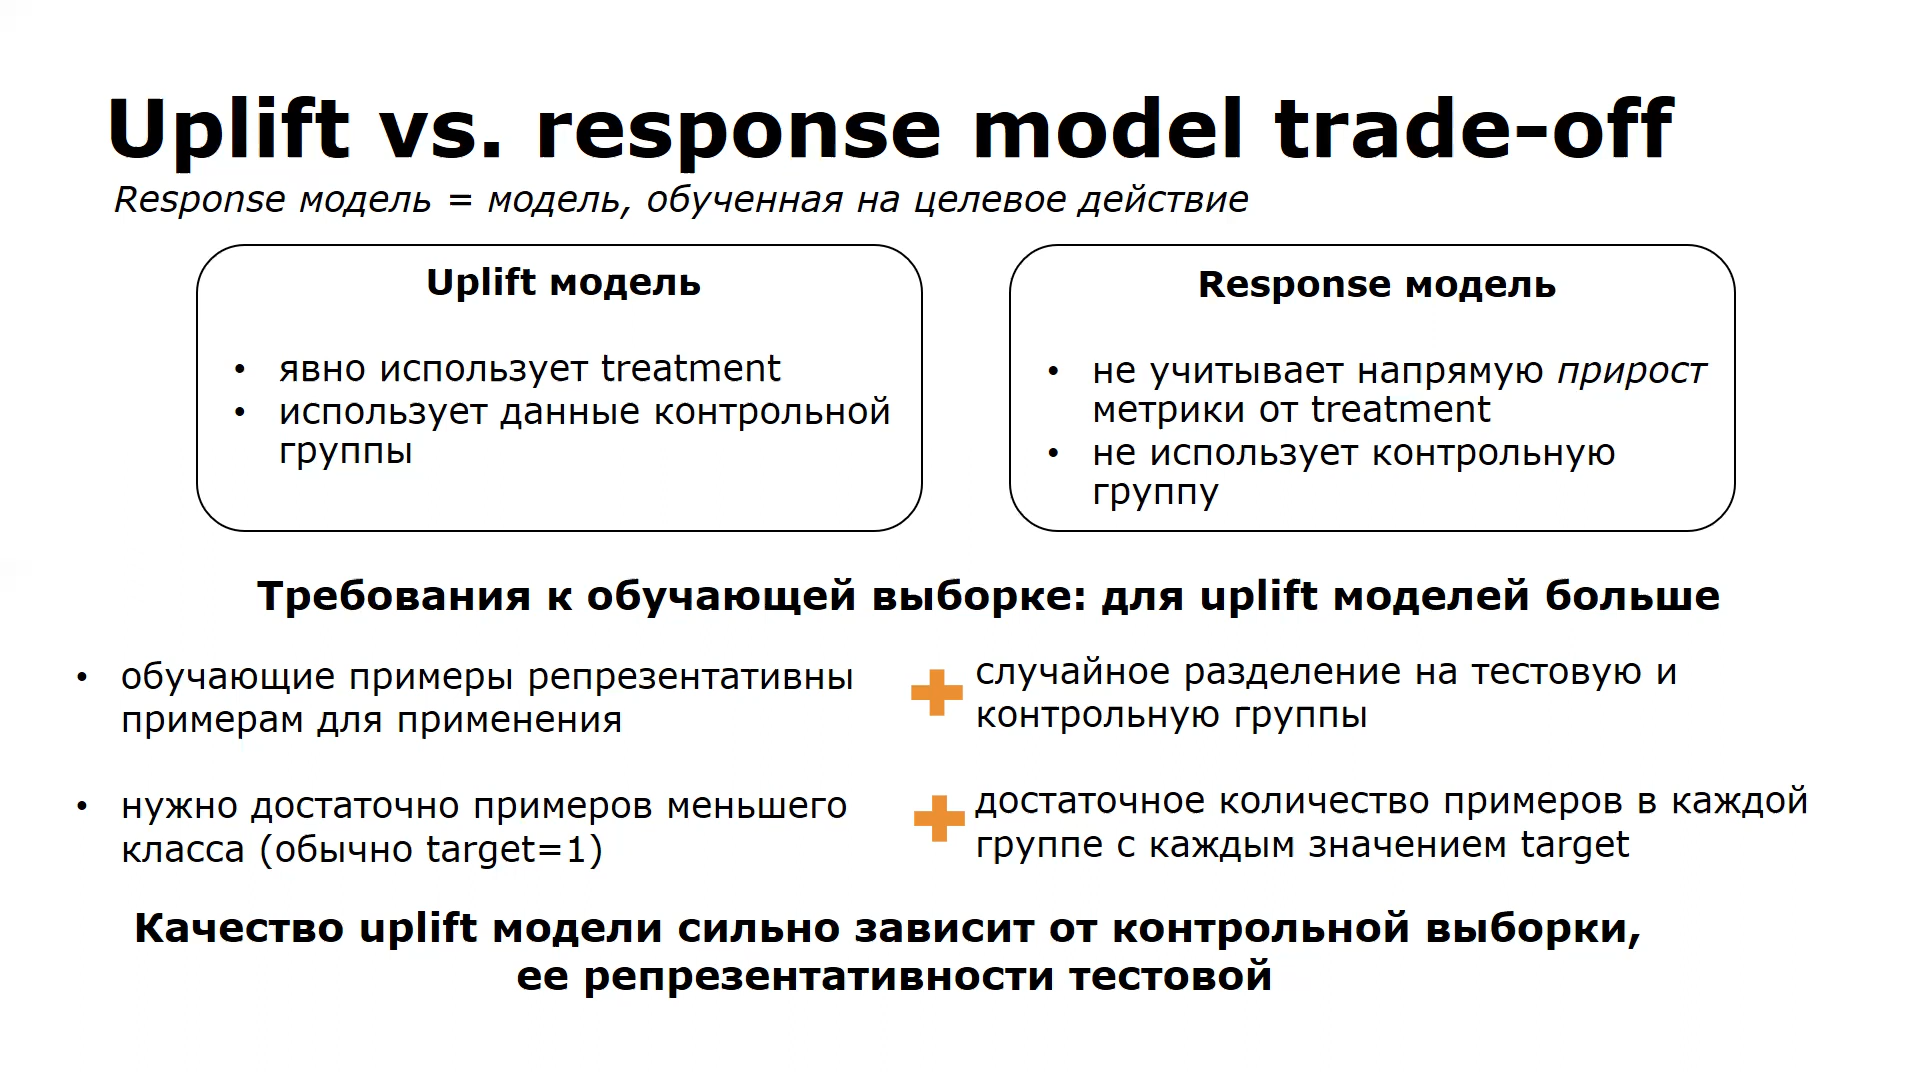 Uplift vs. response model trade-off
Response модель = модель, обученная на целевое действие
Uplift модель
• явно использует treatment
• использует данные контрольной
группы
Response модель
• не учитывает напрямую прирост
метрики от treatment
• не использует контрольную
группу
Требования к обучающей выборке: для uplift моделей больше
• обучающие примеры репрезентативны
примерам для применения
случайное разделение на тестовую и
контрольную группы
• нужно достаточно примеров меньшего
класса (обычно target=1)
достаточное количество примеров в каждой
группе с каждым значением target
Качество uplift модели сильно зависит от контрольной выборки,
ее репрезентативности тестовой